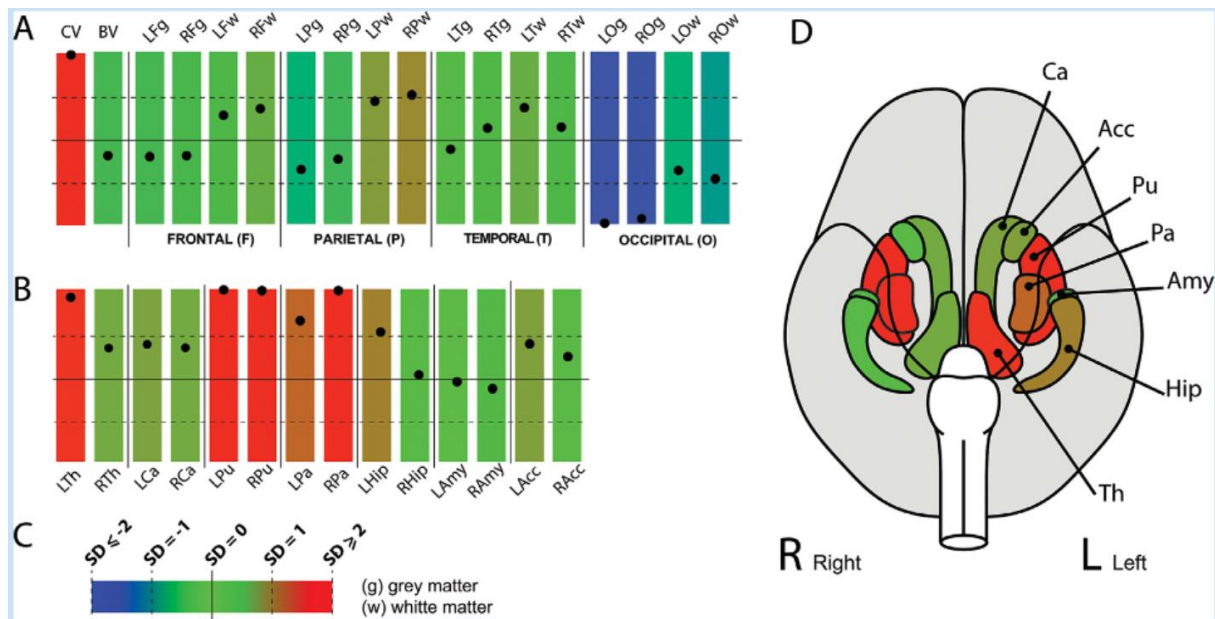 A
CV BV LFg RFg LFw RFw LPg RPg LPw RPw LTg RTg LTw RTw LOg ROg LOw ROw
FRONTAL (F) PARIETAL (P) TEMPORAL (T) OCCIPITAL (O)
B
LTh RTh LCa RCa LPu RPu LPa RPa LHip RHip LAmy RAmy LAcc RAcc
C
SD ≤ -2 SD = -1 SD = 0 SD = 1 SD ⩾ 2
(g) grey matter
(w) whitte matter
D
Ca
Acc
Pu
Pa
Amy
Hip
Th
R Right L Left